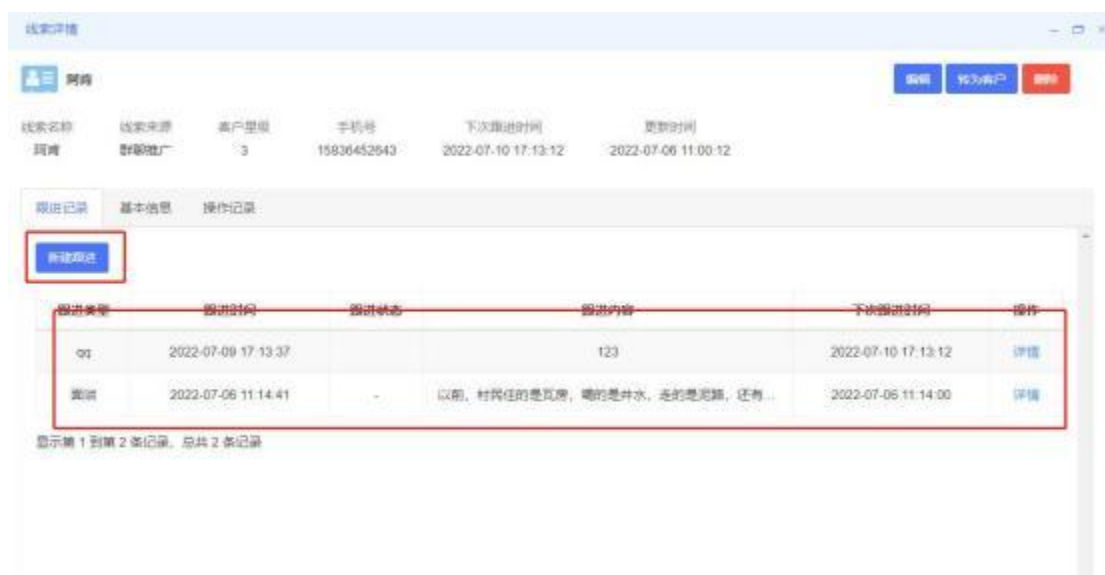 线索详情
阿肯
编辑 转为客户 删除
线索名称 线索来源 客户星级 手机号 下次跟进时间 更新时间
阿肯 群聊推广 3 15836452643 2022-07-10 17:13:12 2022-07-06 11:00:12
跟进记录 基本信息 操作记录
新建跟进
跟进类型 跟进时间 跟进状态 跟进内容 下次跟进时间 操作
qq 2022-07-09 17:13:37 123 2022-07-10 17:13:12 详情
面谈 2022-07-06 11:14:41 - 以前，村民住的是瓦房，喝的是井水，走的是泥路，还有... 2022-07-06 11:14:00 详情
显示第 1 到第 2 条记录，总共 2 条记录